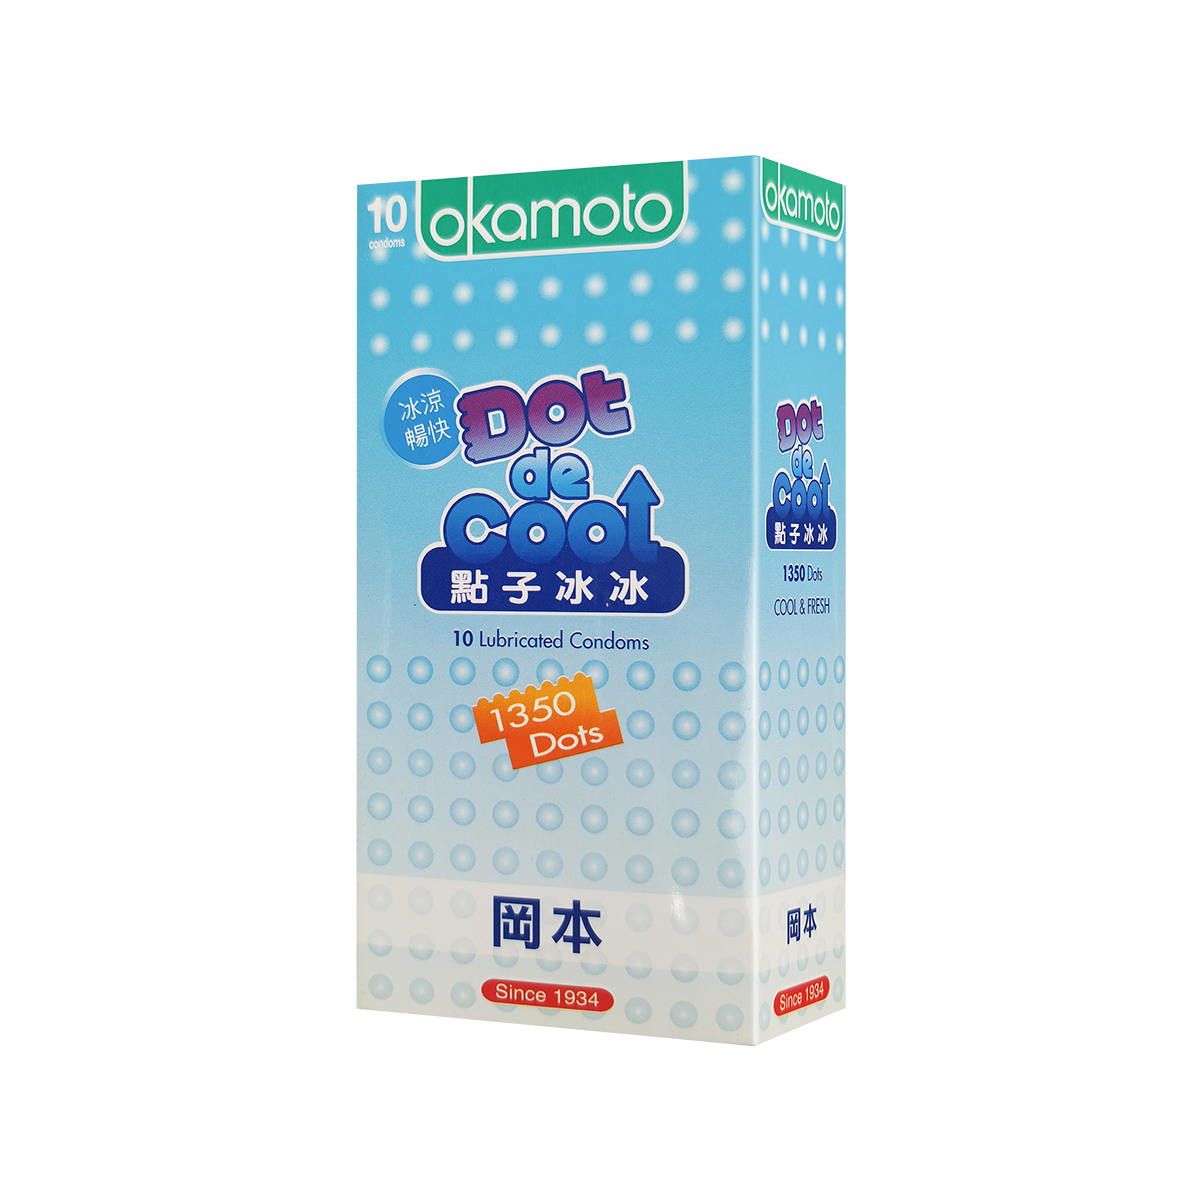 10
condoms
okamoto
冰涼
暢快
Dot
de
Cool
點子冰冰
10 Lubricated Condoms
1350
Dots
岡本
Since 1934
okamoto
Dot
de
Cool
點子冰冰
1350 Dots
COOL & FRESH
岡本
Since 1934